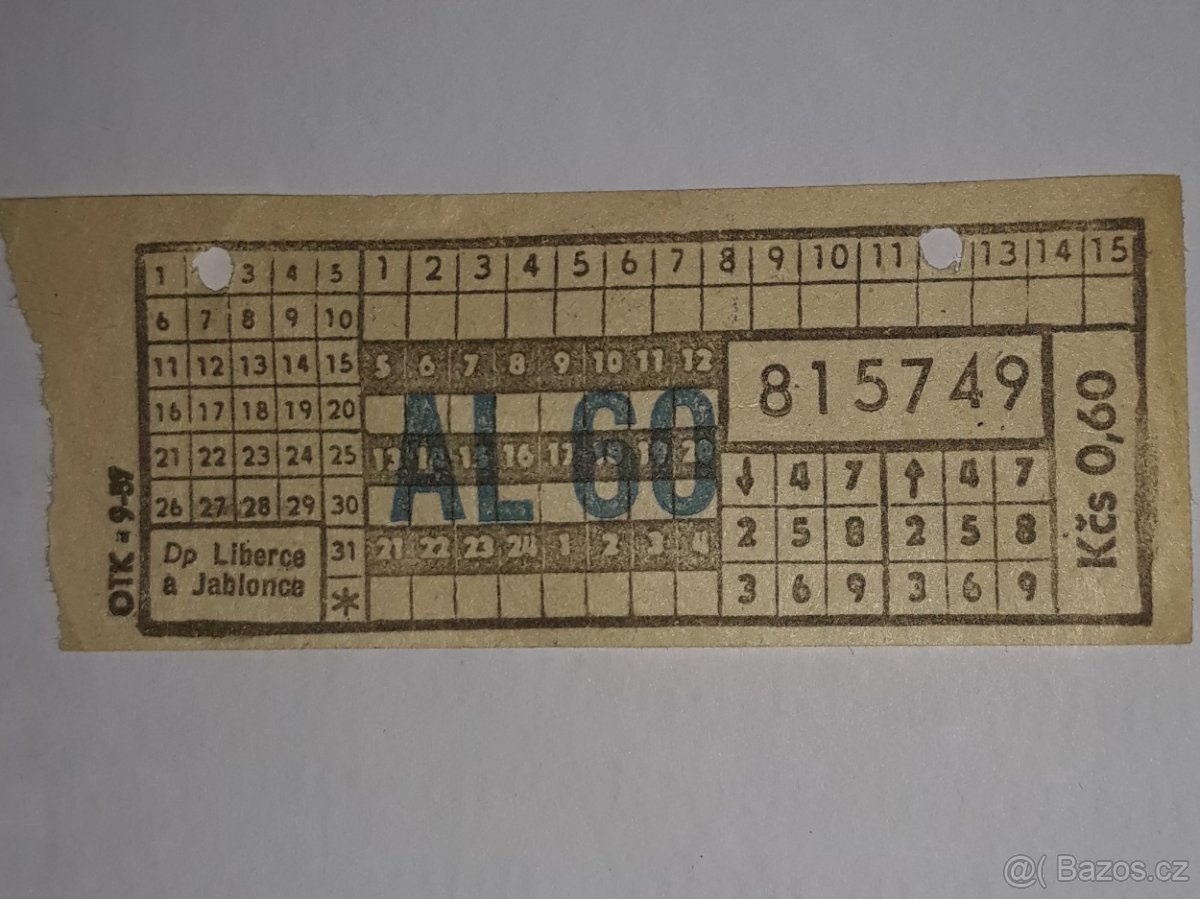 1 3 4 5 1 2 3 4 5 6 7 8 9 10 11 13 14 15
6 7 8 9 10
11 12 13 14 15 5 6 7 8 9 10 11 12
815749
Kčs 0,60
16 17 18 19 20
AL 60
21 22 23 24 25 13 14 15 16 17 18 19 20
↓ 4 7 ↑ 4 7
26 27 28 29 30
2 5 8 2 5 8
Dp Liberce 31 21 22 23 24 1 2 3 4
a Jablonce *
3 6 9 3 6 9
OTK - 9-87
@( Bazos.cz